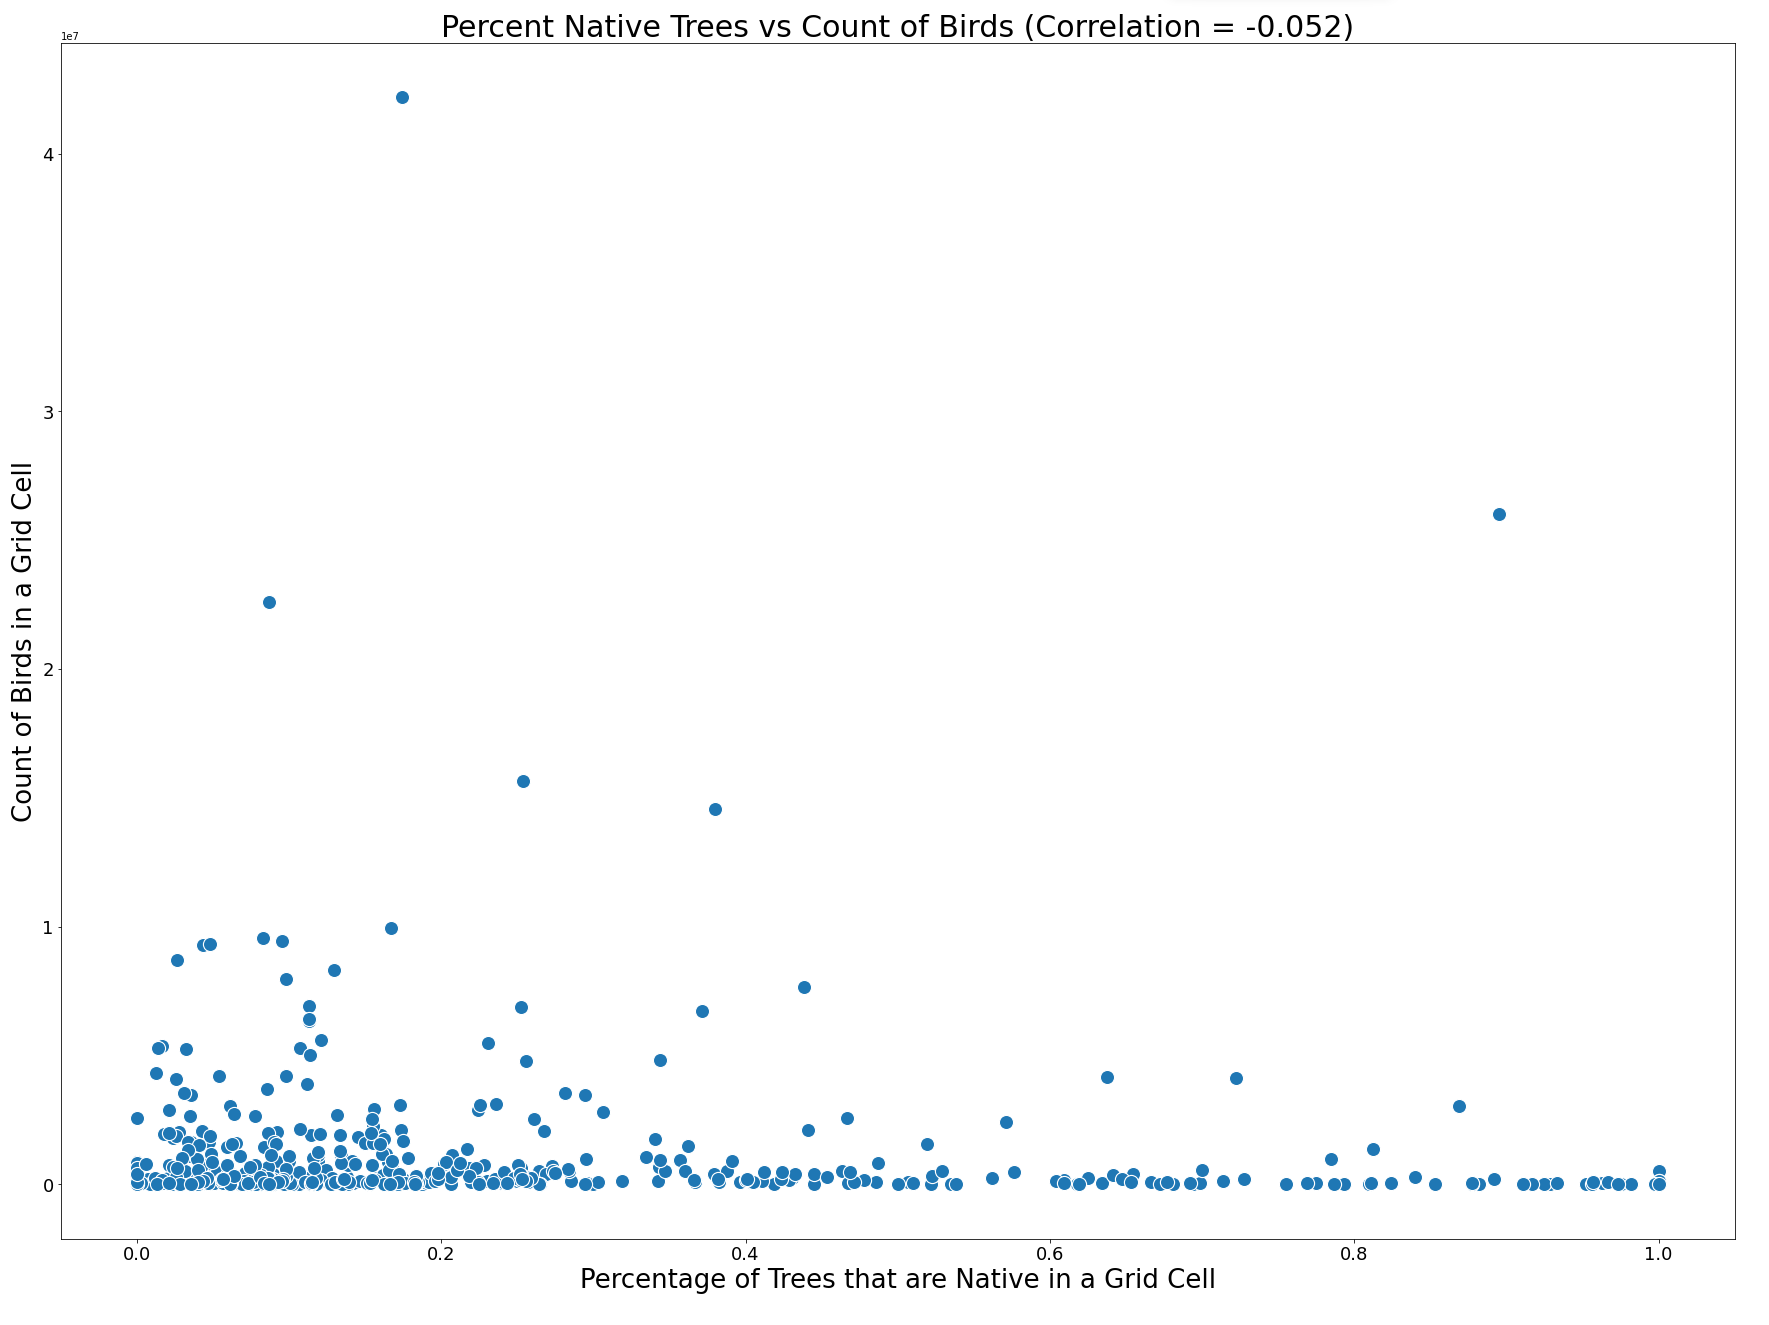 Percent Native Trees vs Count of Birds (Correlation = -0.052)
1e7
4
3
2
1
0
Count of Birds in a Grid Cell
0.0 0.2 0.4 0.6 0.8 1.0
Percentage of Trees that are Native in a Grid Cell